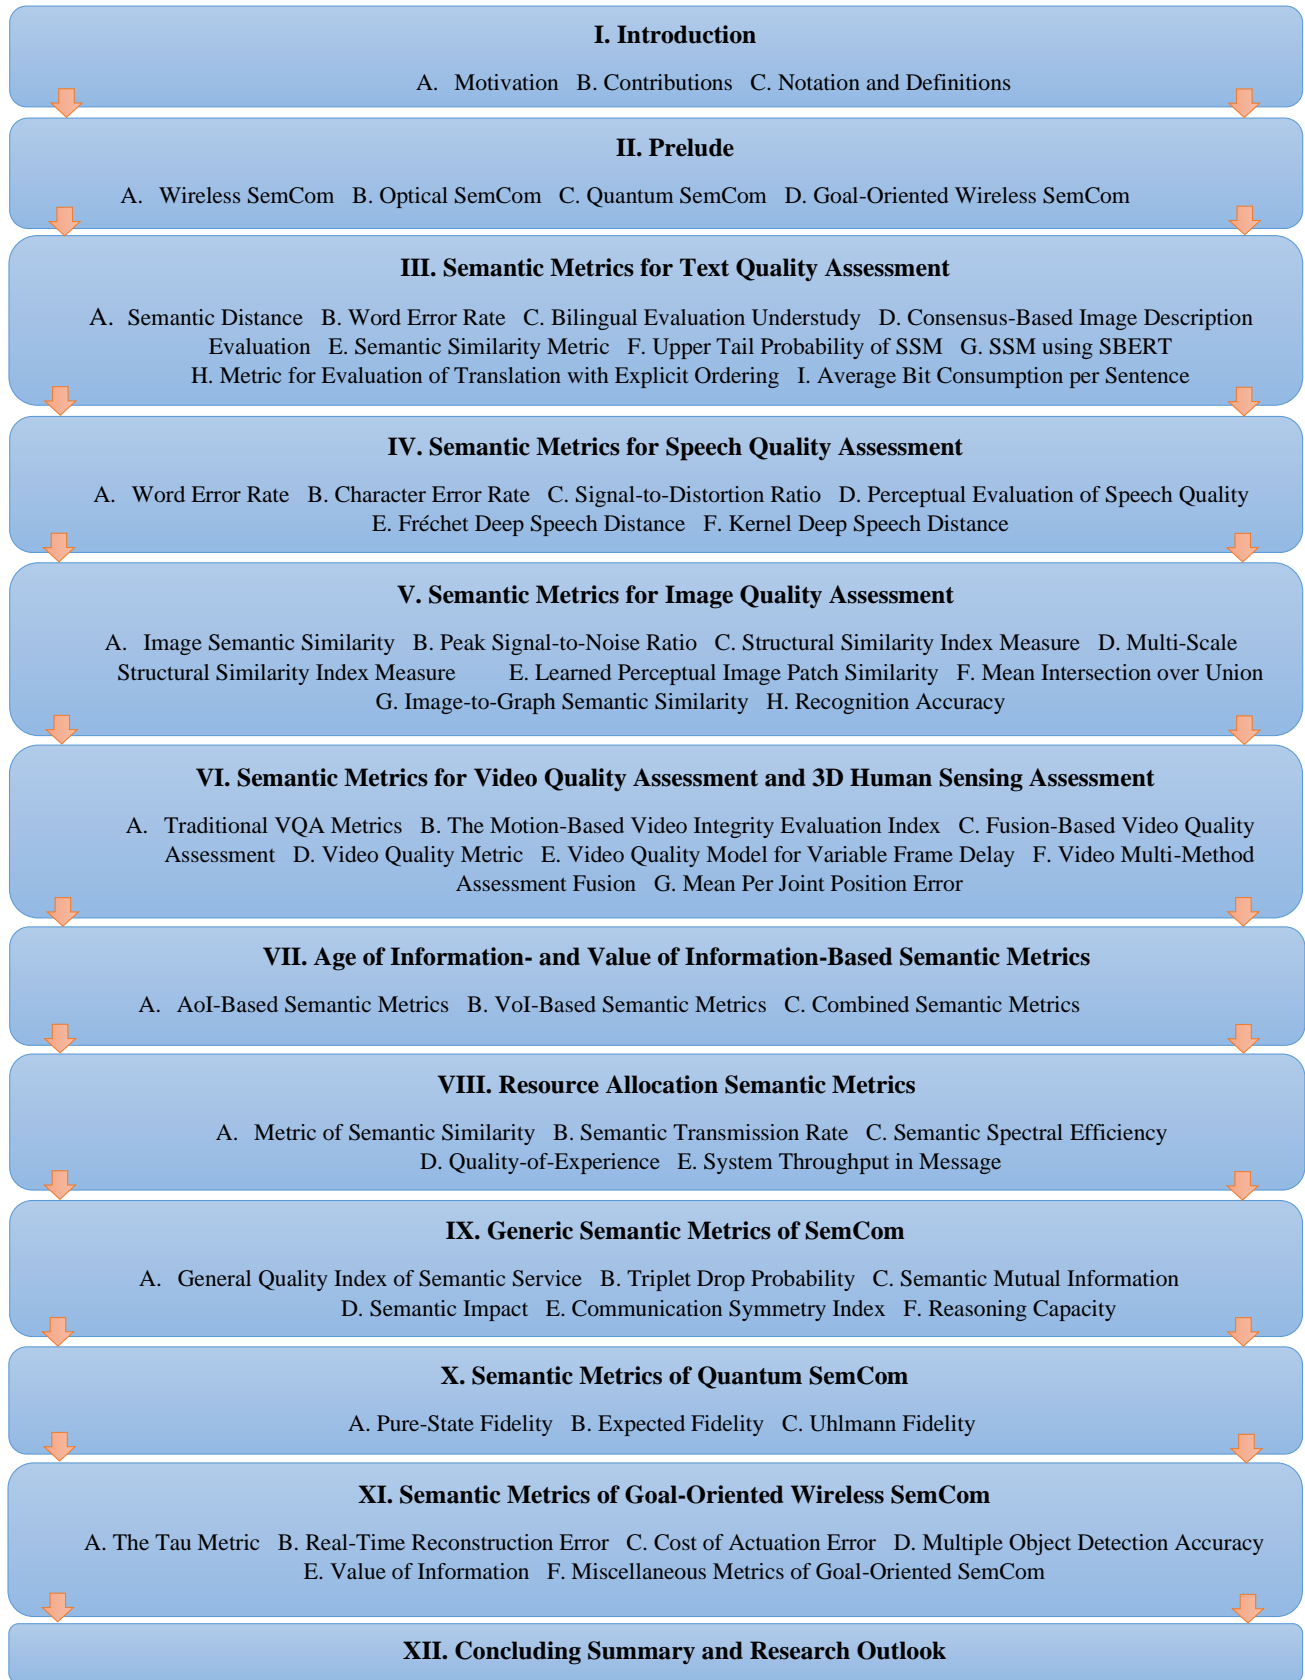 I. Introduction
A. Motivation B. Contributions C. Notation and Definitions
II. Prelude
A. Wireless SemCom B. Optical SemCom C. Quantum SemCom D. Goal-Oriented Wireless SemCom
III. Semantic Metrics for Text Quality Assessment
A. Semantic Distance B. Word Error Rate C. Bilingual Evaluation Understudy D. Consensus-Based Image Description
Evaluation E. Semantic Similarity Metric F. Upper Tail Probability of SSM G. SSM using SBERT
H. Metric for Evaluation of Translation with Explicit Ordering I. Average Bit Consumption per Sentence
IV. Semantic Metrics for Speech Quality Assessment
A. Word Error Rate B. Character Error Rate C. Signal-to-Distortion Ratio D. Perceptual Evaluation of Speech Quality
E. Fréchet Deep Speech Distance F. Kernel Deep Speech Distance
V. Semantic Metrics for Image Quality Assessment
A. Image Semantic Similarity B. Peak Signal-to-Noise Ratio C. Structural Similarity Index Measure D. Multi-Scale
Structural Similarity Index Measure E. Learned Perceptual Image Patch Similarity F. Mean Intersection over Union
G. Image-to-Graph Semantic Similarity H. Recognition Accuracy
VI. Semantic Metrics for Video Quality Assessment and 3D Human Sensing Assessment
A. Traditional VQA Metrics B. The Motion-Based Video Integrity Evaluation Index C. Fusion-Based Video Quality
Assessment D. Video Quality Metric E. Video Quality Model for Variable Frame Delay F. Video Multi-Method
Assessment Fusion G. Mean Per Joint Position Error
VII. Age of Information- and Value of Information-Based Semantic Metrics
A. AoI-Based Semantic Metrics B. VoI-Based Semantic Metrics C. Combined Semantic Metrics
VIII. Resource Allocation Semantic Metrics
A. Metric of Semantic Similarity B. Semantic Transmission Rate C. Semantic Spectral Efficiency
D. Quality-of-Experience E. System Throughput in Message
IX. Generic Semantic Metrics of SemCom
A. General Quality Index of Semantic Service B. Triplet Drop Probability C. Semantic Mutual Information
D. Semantic Impact E. Communication Symmetry Index F. Reasoning Capacity
X. Semantic Metrics of Quantum SemCom
A. Pure-State Fidelity B. Expected Fidelity C. Uhlmann Fidelity
XI. Semantic Metrics of Goal-Oriented Wireless SemCom
A. The Tau Metric B. Real-Time Reconstruction Error C. Cost of Actuation Error D. Multiple Object Detection Accuracy
E. Value of Information F. Miscellaneous Metrics of Goal-Oriented SemCom
XII. Concluding Summary and Research Outlook